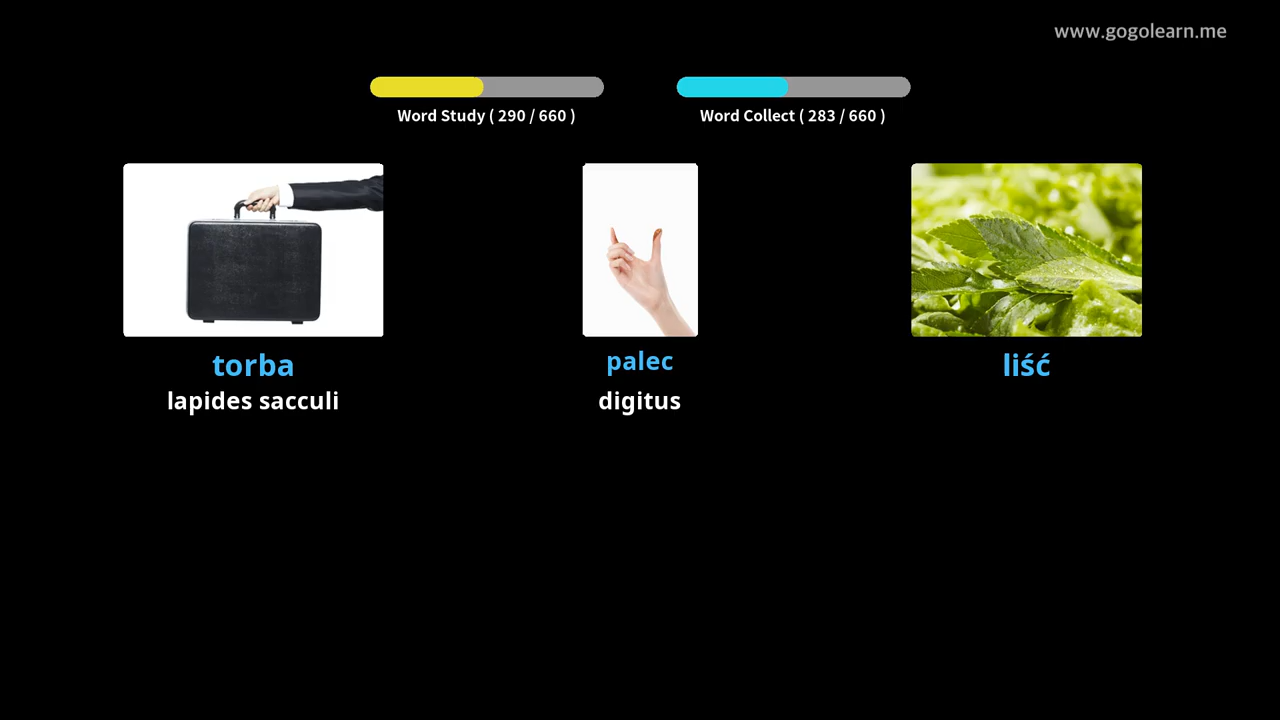 www.gogolearn.me
Word Study ( 290 / 660 )
Word Collect ( 283 / 660 )
torba
palec
liść
lapides sacculi
digitus